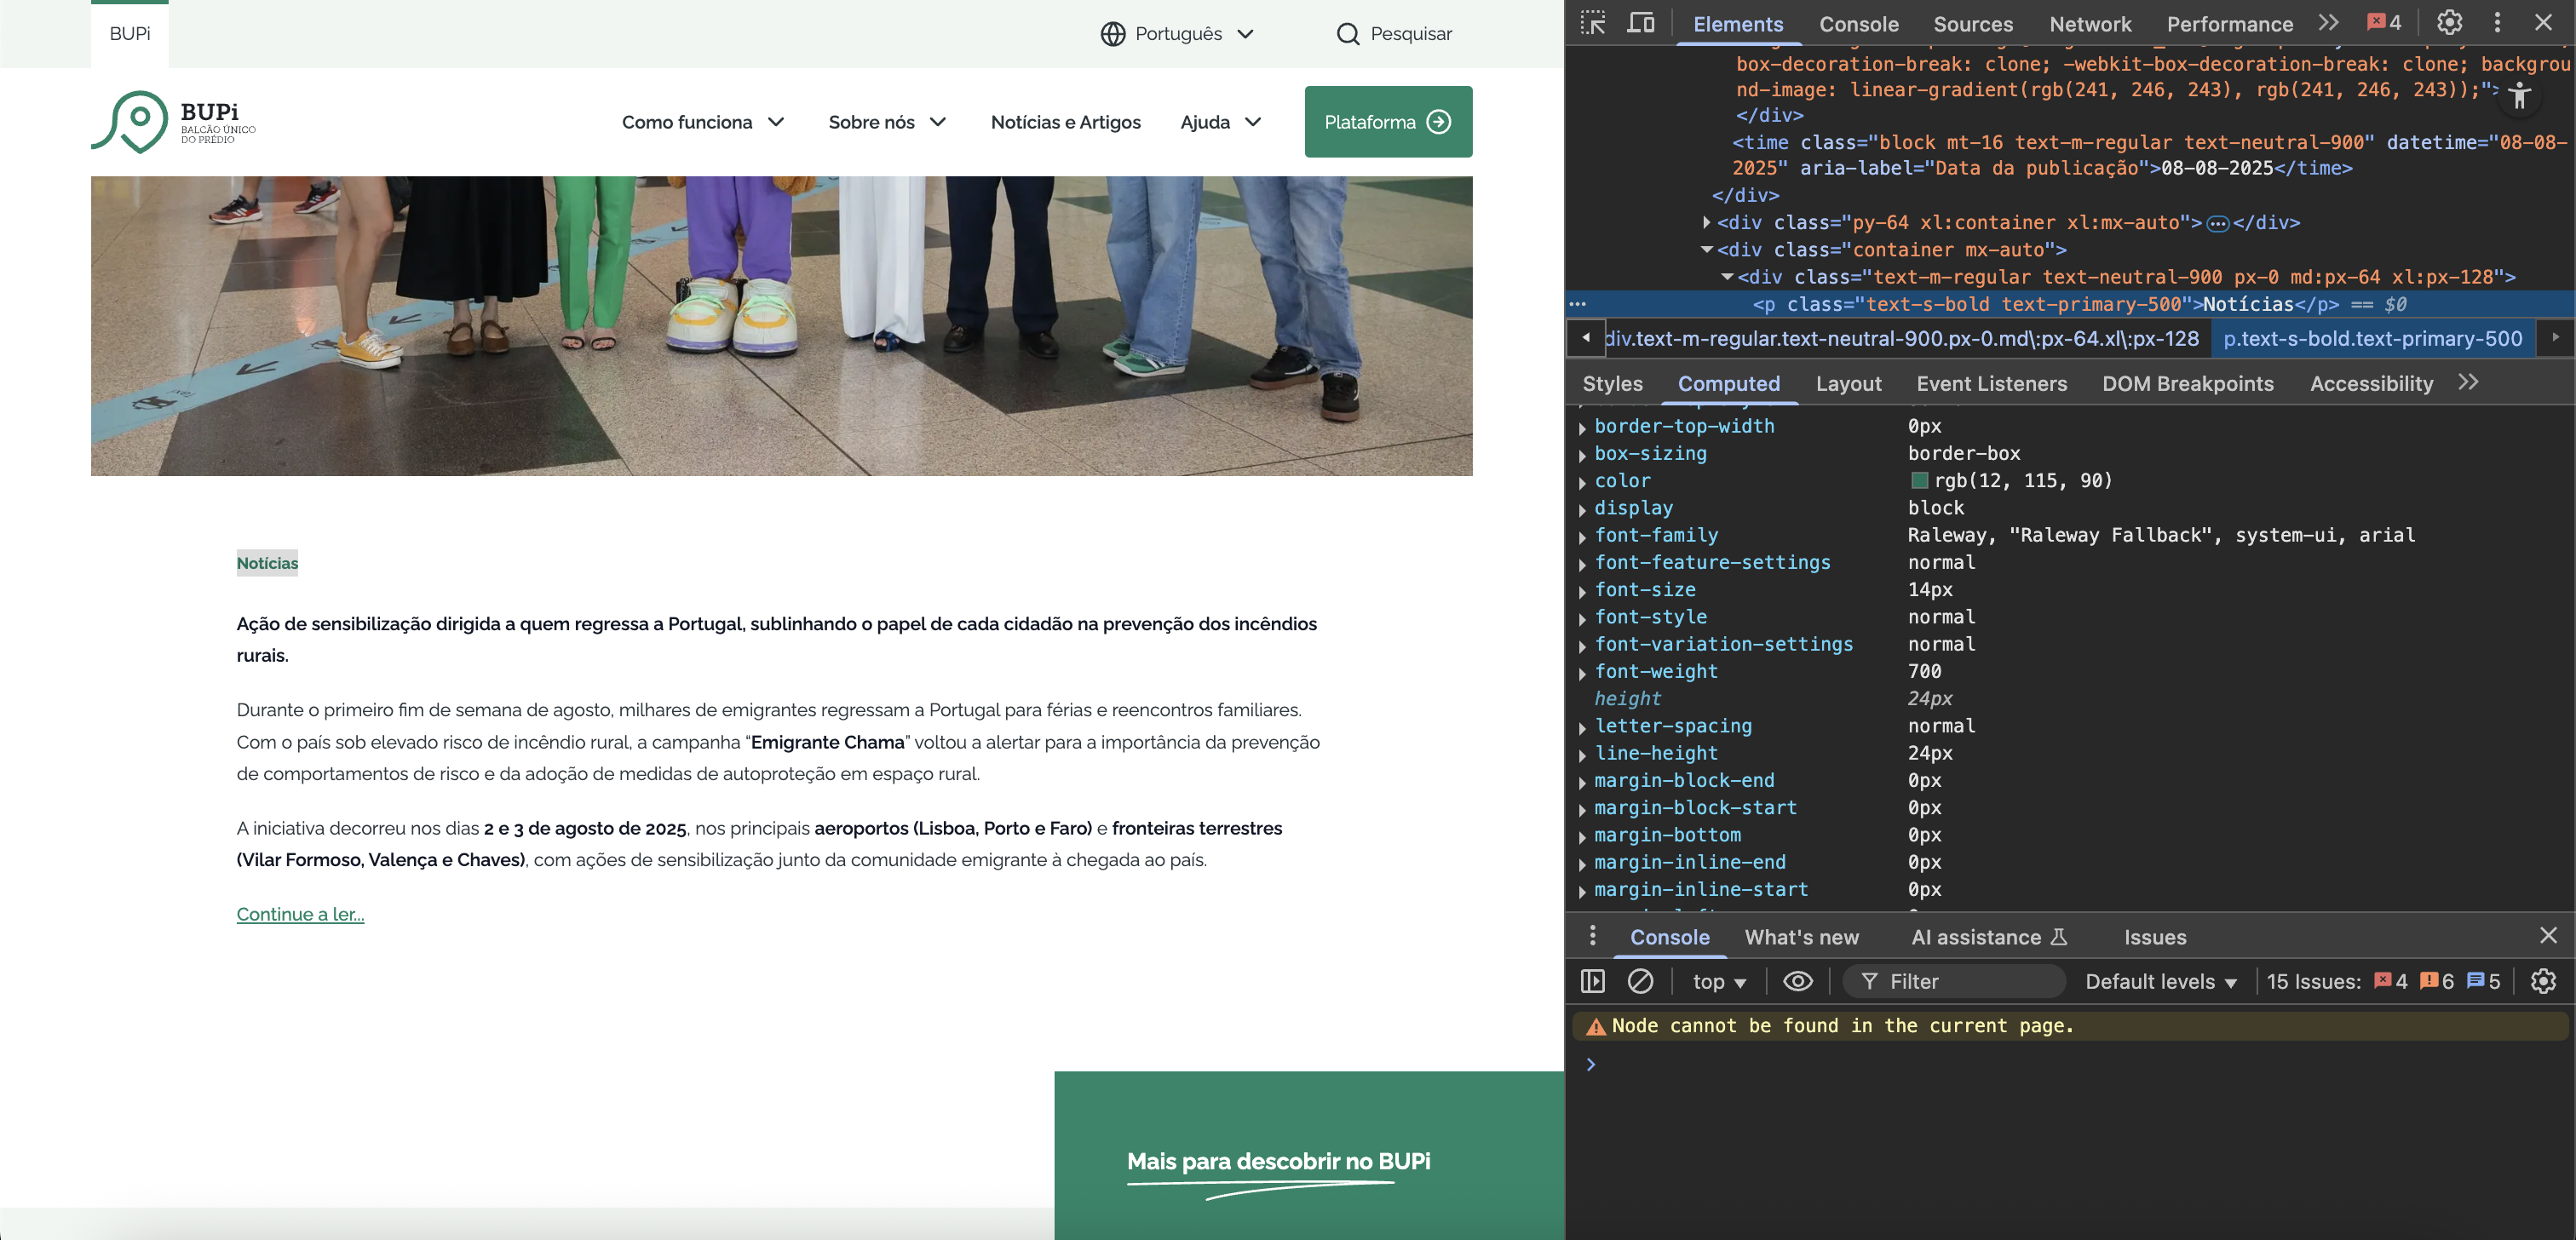 BUPi
Português
Pesquisar
BUPi
BALCÃO ÚNICO
DO PRÉDIO
Como funciona
Sobre nós
Notícias e Artigos
Ajuda
Plataforma
Notícias
Ação de sensibilização dirigida a quem regressa a Portugal, sublinhando o papel de cada cidadão na prevenção dos incêndios
rurais.
Durante o primeiro fim de semana de agosto, milhares de emigrantes regressam a Portugal para férias e reencontros familiares.
Com o país sob elevado risco de incêndio rural, a campanha “Emigrante Chama” voltou a alertar para a importância da prevenção
de comportamentos de risco e da adoção de medidas de autoproteção em espaço rural.
A iniciativa decorreu nos dias 2 e 3 de agosto de 2025, nos principais aeroportos (Lisboa, Porto e Faro) e fronteiras terrestres
(Vilar Formoso, Valença e Chaves), com ações de sensibilização junto da comunidade emigrante à chegada ao país.
Continue a ler...
Mais para descobrir no BUPi
Elements Console Sources Network Performance 4
box-decoration-break: clone; -webkit-box-decoration-break: clone; backgrou
nd-image: linear-gradient(rgb(241, 246, 243), rgb(241, 246, 243));">
</div>
<time class="block mt-16 text-m-regular text-neutral-900" datetime="08-08-
2025" aria-label="Data da publicação">08-08-2025</time>
</div>
<div class="py-64 xl:container xl:mx-auto">…</div>
<div class="container mx-auto">
<div class="text-m-regular text-neutral-900 px-0 md:px-64 xl:px-128">
<p class="text-s-bold text-primary-500">Notícias</p> == $0
div.text-m-regular.text-neutral-900.px-0.md\:px-64.xl\:px-128 p.text-s-bold.text-primary-500
Styles Computed Layout Event Listeners DOM Breakpoints Accessibility
border-top-width 0px
box-sizing border-box
color rgb(12, 115, 90)
display block
font-family Raleway, "Raleway Fallback", system-ui, arial
font-feature-settings normal
font-size 14px
font-style normal
font-variation-settings normal
font-weight 700
height 24px
letter-spacing normal
line-height 24px
margin-block-end 0px
margin-block-start 0px
margin-bottom 0px
margin-inline-end 0px
margin-inline-start 0px
Console What's new AI assistance Issues
top Filter Default levels 15 Issues: 4 6 5
Node cannot be found in the current page.